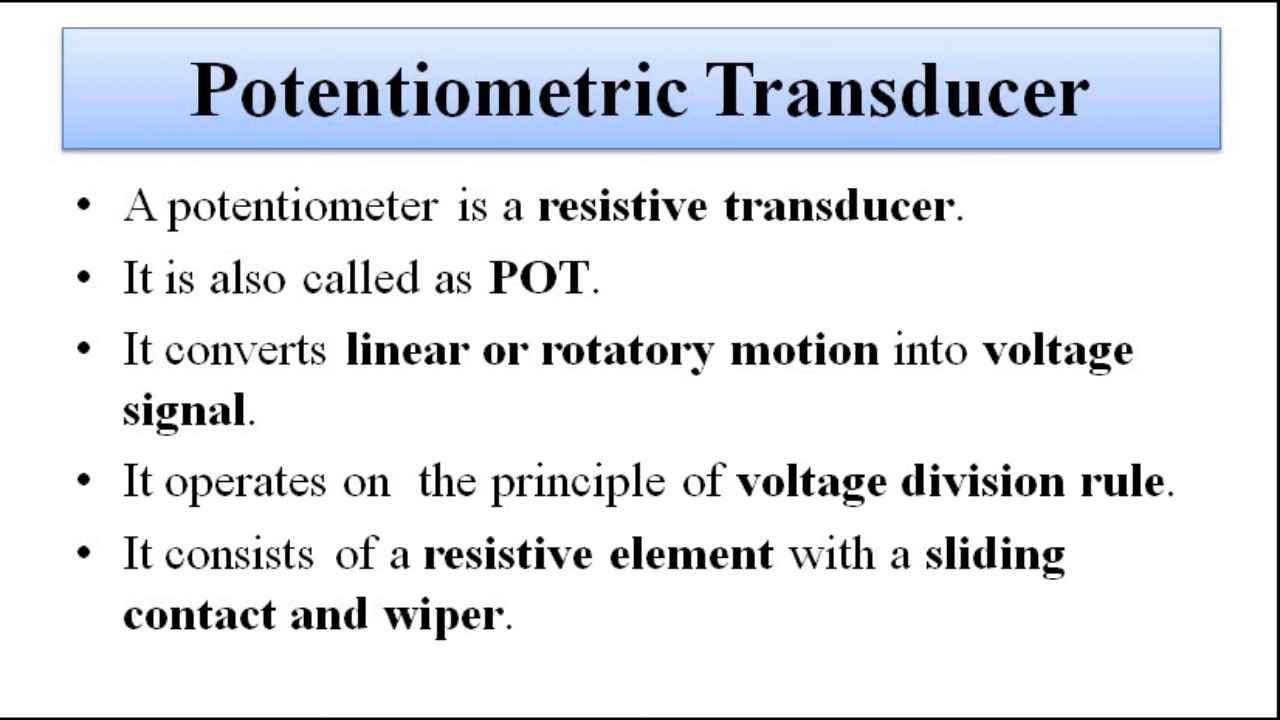 Potentiometric Transducer
• A potentiometer is a resistive transducer.
• It is also called as POT.
• It converts linear or rotatory motion into voltage
signal.
• It operates on the principle of voltage division rule.
• It consists of a resistive element with a sliding
contact and wiper.